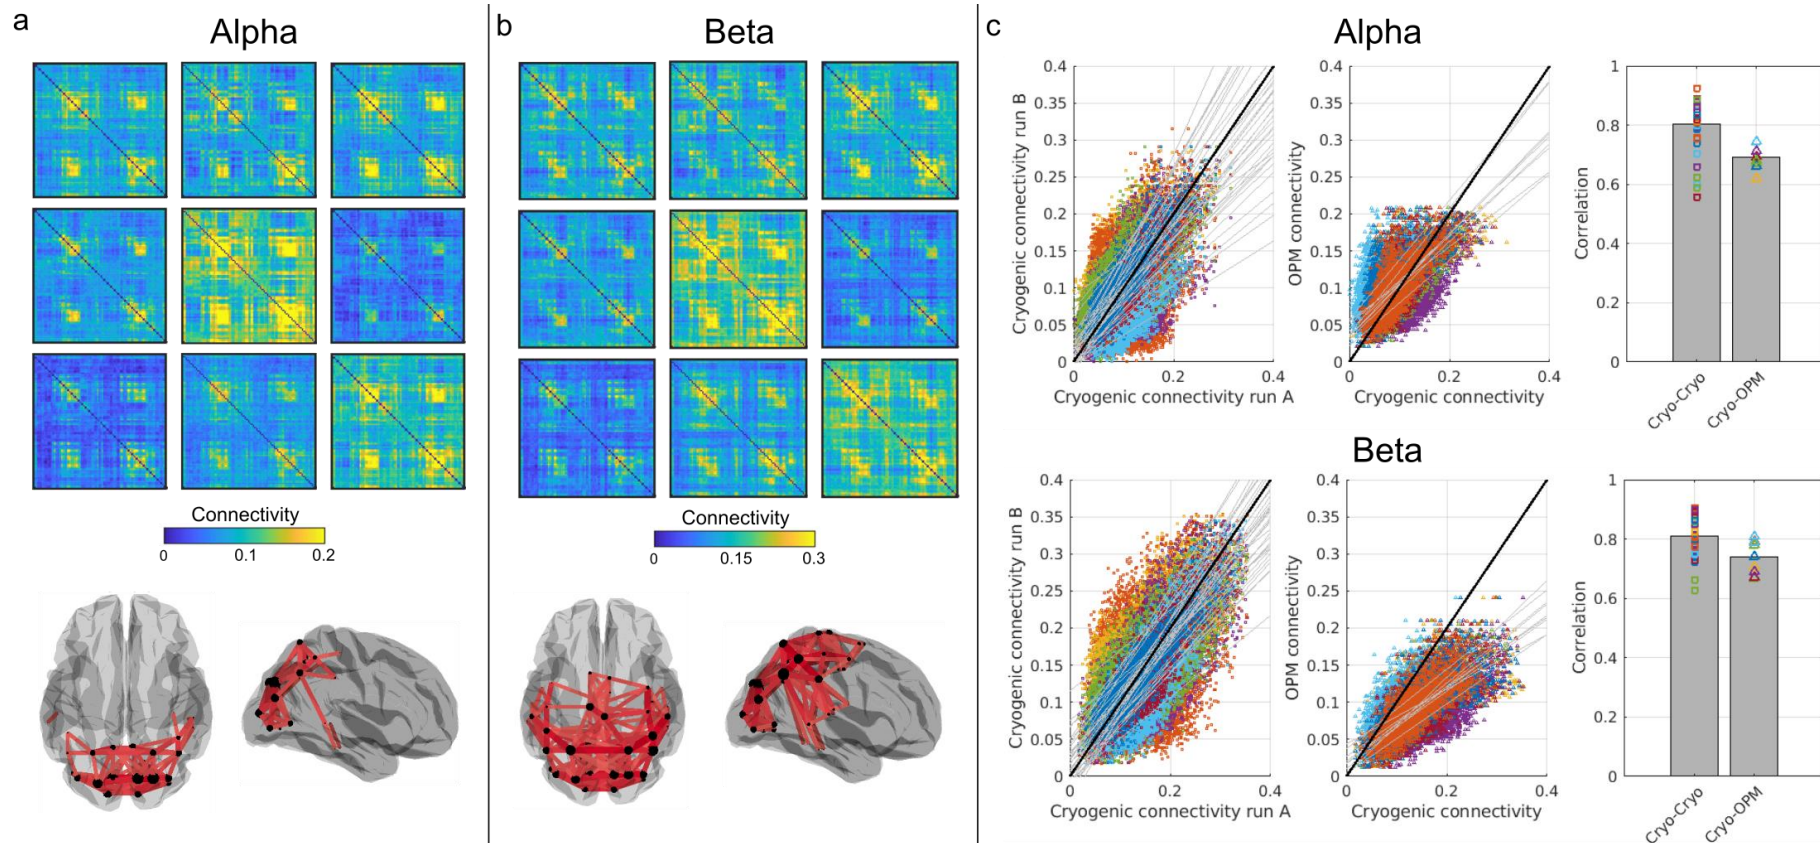 a
Alpha
Connectivity
0
0.1
0.2
b
Beta
Connectivity
0
0.15
0.3
c
Alpha
Cryogenic connectivity run B
0.4
0.35
0.3
0.25
0.2
0.15
0.1
0.05
0
0
0.2
0.4
Cryogenic connectivity run A
OPM connectivity
0.4
0.35
0.3
0.25
0.2
0.15
0.1
0.05
0
0
0.2
0.4
Cryogenic connectivity
Correlation
1
0.8
0.6
0.4
0.2
0
Cryo-Cryo
Cryo-OPM
Beta
Cryogenic connectivity run B
0.4
0.35
0.3
0.25
0.2
0.15
0.1
0.05
0
0
0.2
0.4
Cryogenic connectivity run A
OPM connectivity
0.4
0.35
0.3
0.25
0.2
0.15
0.1
0.05
0
0
0.2
0.4
Cryogenic connectivity
Correlation
1
0.8
0.6
0.4
0.2
0
Cryo-Cryo
Cryo-OPM